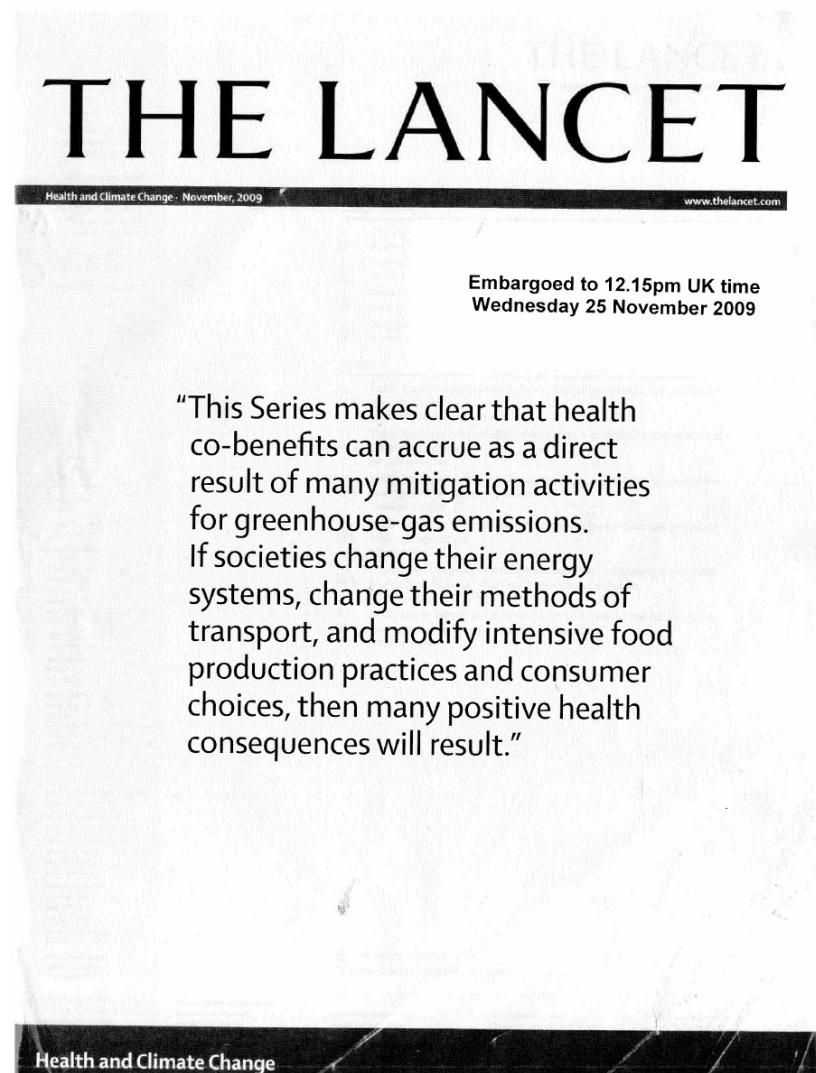 THE LANCET
Health and Climate Change · November, 2009
www.thelancet.com
Embargoed to 12.15pm UK time
Wednesday 25 November 2009
"This Series makes clear that health
co-benefits can accrue as a direct
result of many mitigation activities
for greenhouse-gas emissions.
If societies change their energy
systems, change their methods of
transport, and modify intensive food
production practices and consumer
choices, then many positive health
consequences will result."
Health and Climate Change